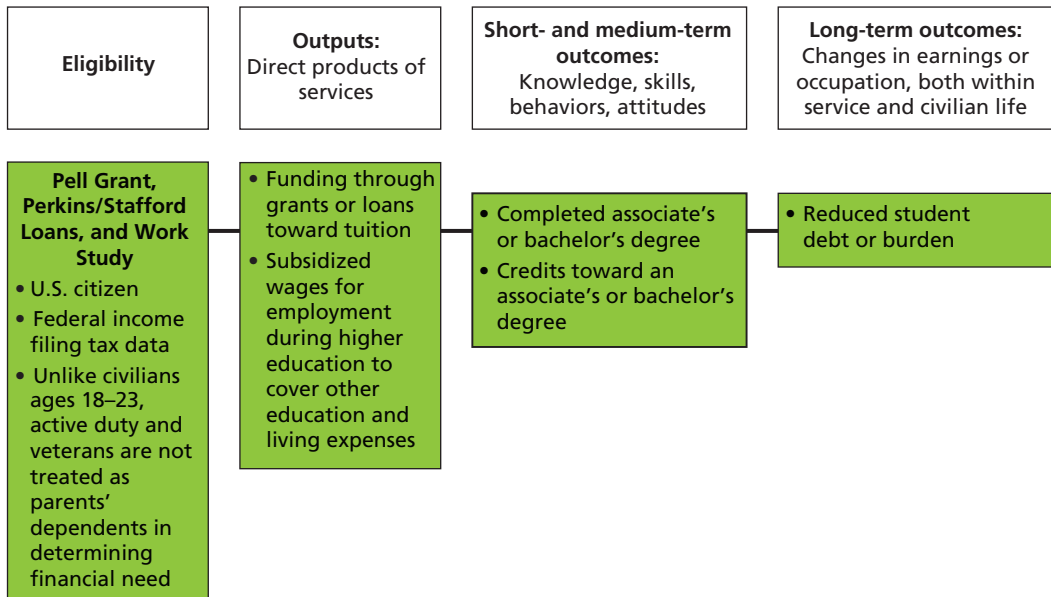 Eligibility
Outputs:
Direct products of
services
Short- and medium-term
outcomes:
Knowledge, skills,
behaviors, attitudes
Long-term outcomes:
Changes in earnings or
occupation, both within
service and civilian life
Pell Grant,
Perkins/Stafford
Loans, and Work
Study
• U.S. citizen
• Federal income
filing tax data
• Unlike civilians
ages 18–23,
active duty and
veterans are not
treated as
parents’
dependents in
determining
financial need
• Funding through
grants or loans
toward tuition
• Subsidized
wages for
employment
during higher
education to
cover other
education and
living expenses
• Completed associate’s
or bachelor’s degree
• Credits toward an
associate’s or bachelor’s
degree
• Reduced student
debt or burden